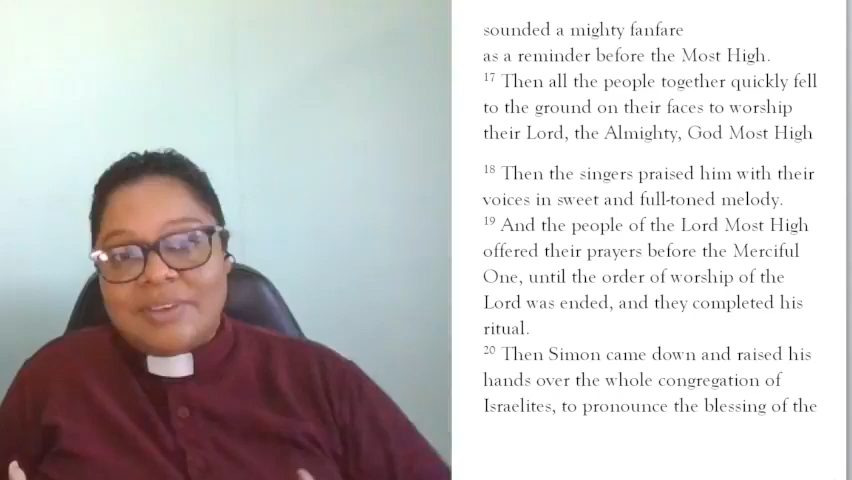 sounded a mighty fanfare
as a reminder before the Most High.
17 Then all the people together quickly fell
to the ground on their faces to worship
their Lord, the Almighty, God Most High
18 Then the singers praised him with their
voices in sweet and full-toned melody.
19 And the people of the Lord Most High
offered their prayers before the Merciful
One, until the order of worship of the
Lord was ended, and they completed his
ritual.
20 Then Simon came down and raised his
hands over the whole congregation of
Israelites, to pronounce the blessing of the